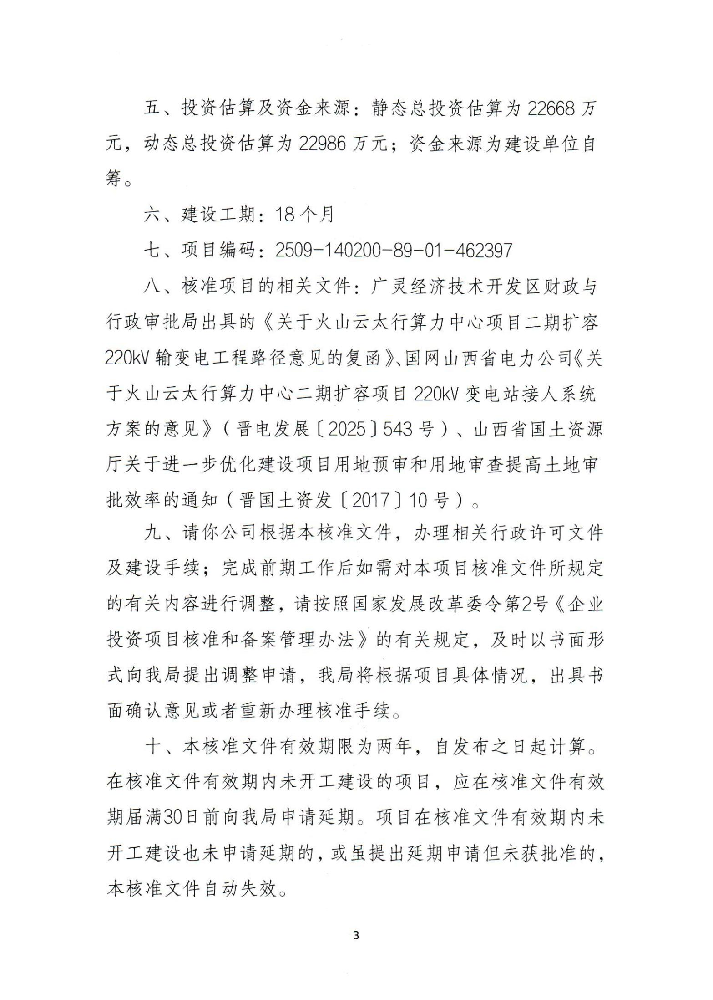 五、投资估算及资金来源：静态总投资估算为 22668 万
元，动态总投资估算为 22986 万元；资金来源为建设单位自
筹。
六、建设工期：18 个月
七、项目编码：2509-140200-89-01-462397
八、核准项目的相关文件：广灵经济技术开发区财政与
行政审批局出具的《关于火山云太行算力中心项目二期扩容
220kV 输变电工程路径意见的复函》、国网山西省电力公司《关
于火山云太行算力中心二期扩容项目 220kV 变电站接人系统
方案的意见》（晋电发展〔2025〕543 号）、山西省国土资源
厅关于进一步优化建设项目用地预审和用地审查提高土地审
批效率的通知（晋国土资发〔2017〕10 号）。
九、请你公司根据本核准文件，办理相关行政许可文件
及建设手续；完成前期工作后如需对本项目核准文件所规定
的有关内容进行调整，请按照国家发展改革委令第2号《企业
投资项目核准和备案管理办法》的有关规定，及时以书面形
式向我局提出调整申请，我局将根据项目具体情况，出具书
面确认意见或者重新办理核准手续。
十、本核准文件有效期限为两年，自发布之日起计算。
在核准文件有效期内未开工建设的项目，应在核准文件有效
期届满30日前向我局申请延期。项目在核准文件有效期内未
开工建设也未申请延期的，或虽提出延期申请但未获批准的，
本核准文件自动失效。
3